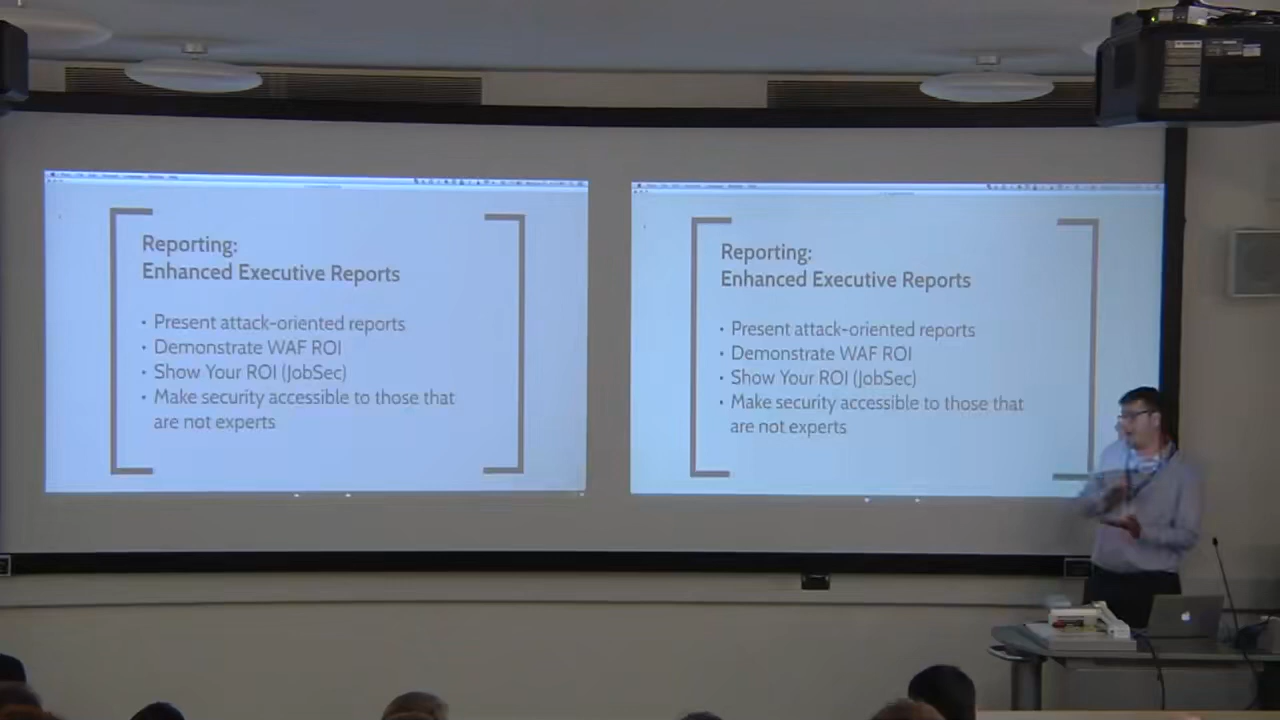 Reporting:
Enhanced Executive Reports
• Present attack-oriented reports
• Demonstrate WAF ROI
• Show Your ROI (JobSec)
• Make security accessible to those that
are not experts
Reporting:
Enhanced Executive Reports
• Present attack-oriented reports
• Demonstrate WAF ROI
• Show Your ROI (JobSec)
• Make security accessible to those that
are not experts